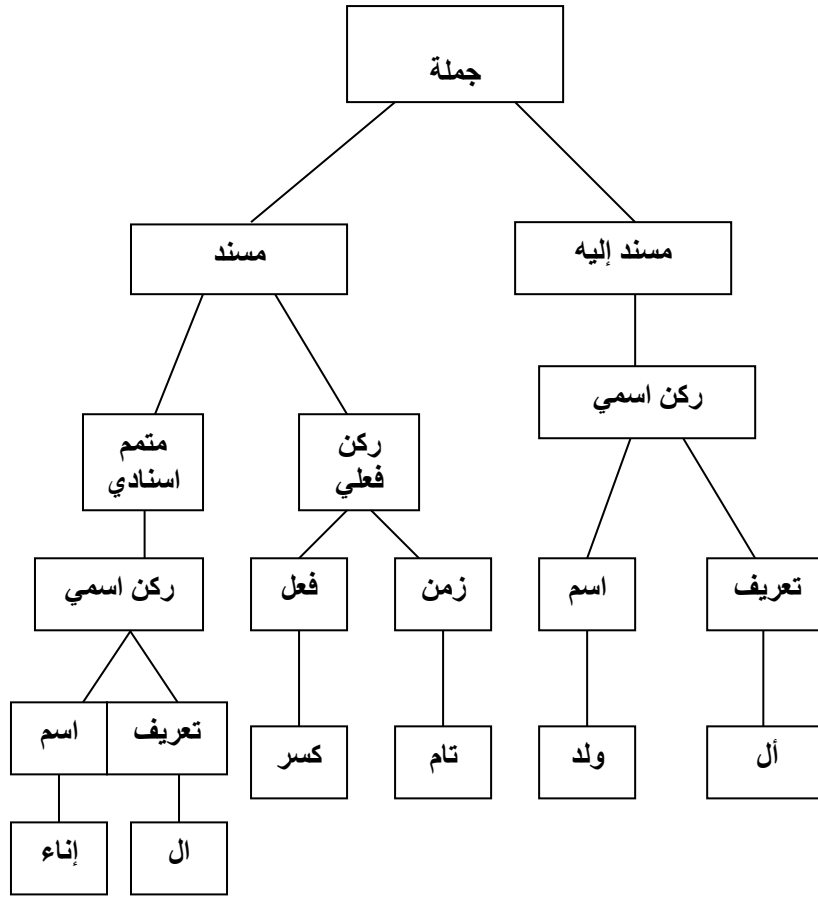 جملة
مسند إليه
مسند
ركن اسمي
ركن
فعلي
متمم
اسنادي
تعريف
اسم
زمن
فعل
ركن اسمي
تعريف
اسم
أل
ولد
تام
كسر
ال
إناء